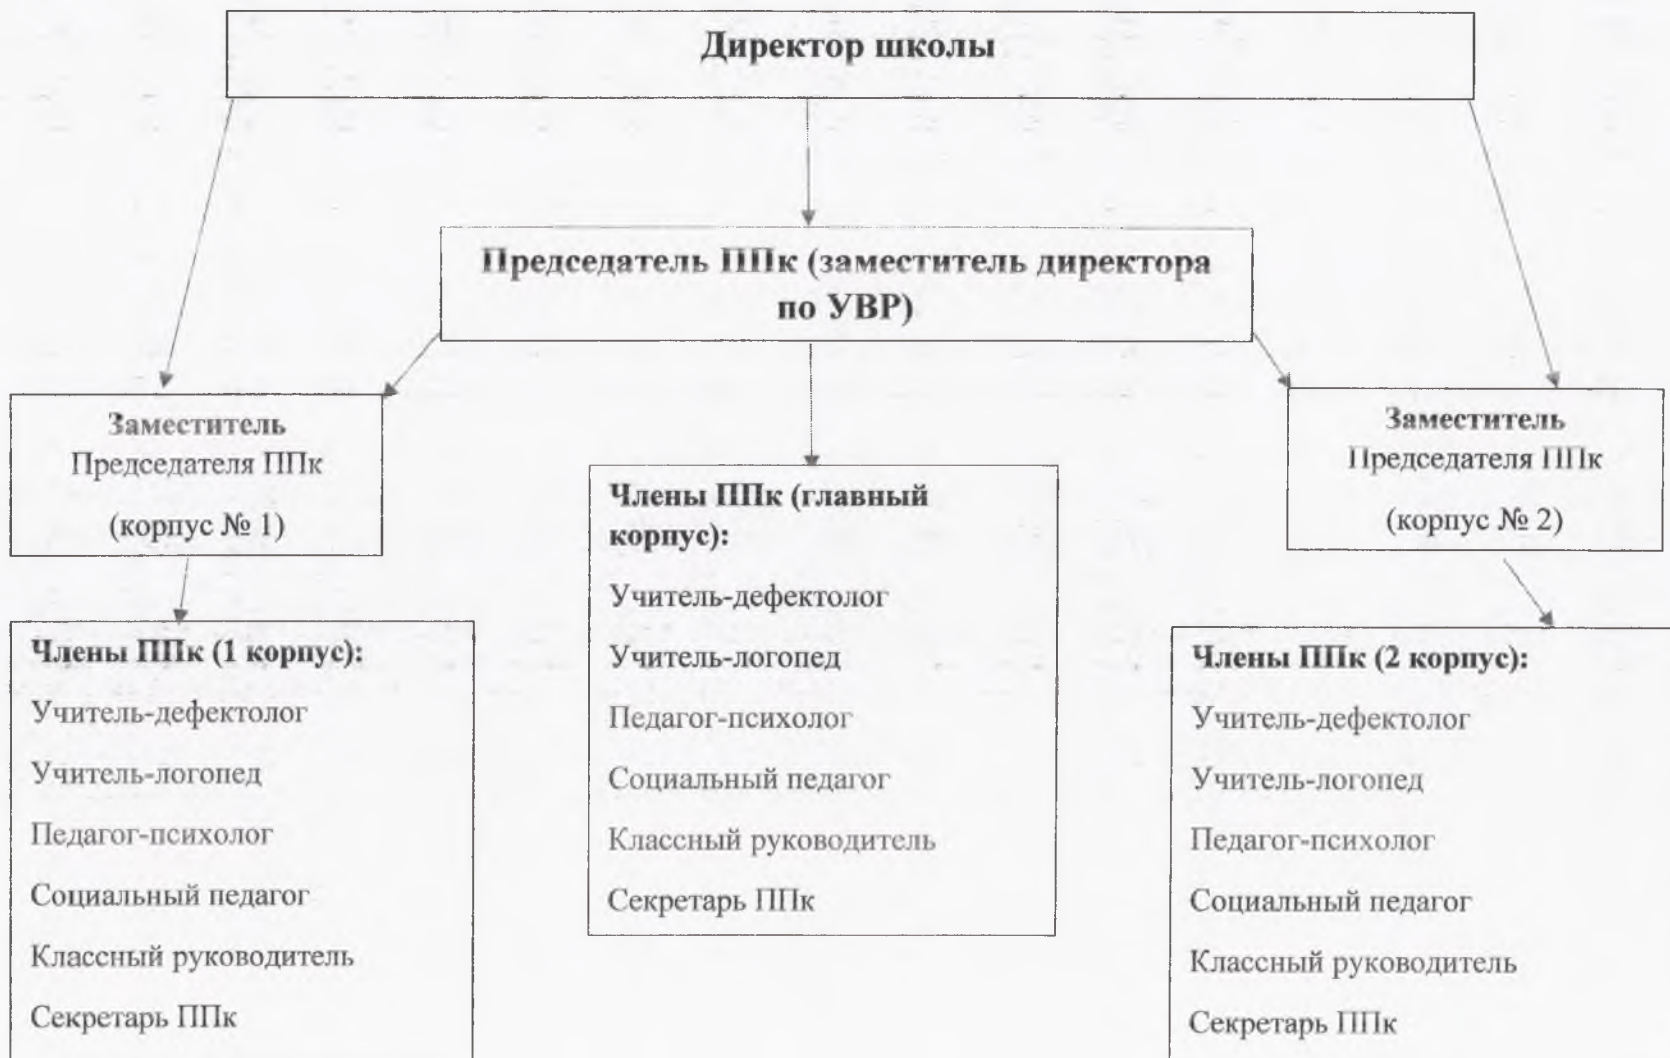 Директор школы
Председатель ППк (заместитель директора
по УВР)
Заместитель
Председателя ППк
(корпус № 1)
Заместитель
Председателя ППк
(корпус № 2)
Члены ППк (главный
корпус):
Учитель-дефектолог
Учитель-логопед
Педагог-психолог
Социальный педагог
Классный руководитель
Секретарь ППк
Члены ППк (1 корпус):
Учитель-дефектолог
Учитель-логопед
Педагог-психолог
Социальный педагог
Классный руководитель
Секретарь ППк
Члены ППк (2 корпус):
Учитель-дефектолог
Учитель-логопед
Педагог-психолог
Социальный педагог
Классный руководитель
Секретарь ППк